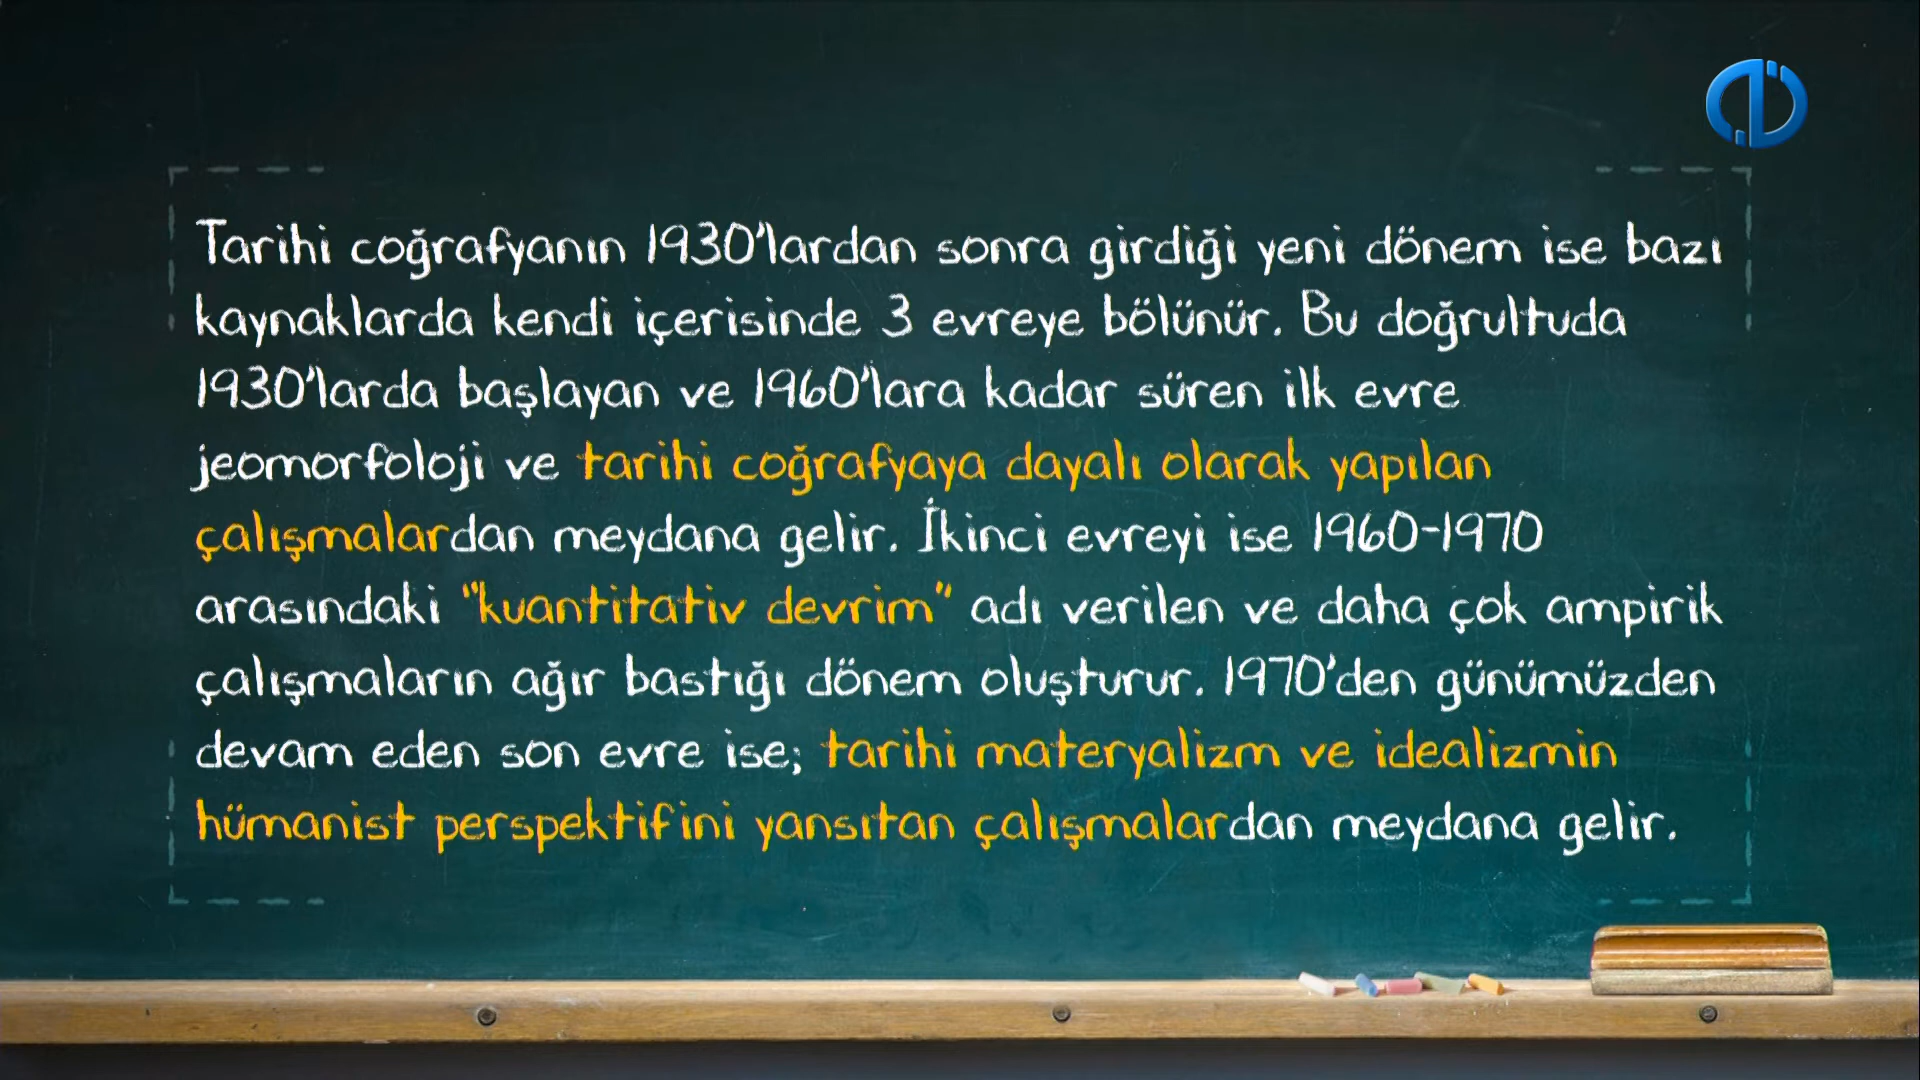 Tarihi coğrafyanın 1930'lardan sonra girdiği yeni dönem ise bazı
kaynaklarda kendi içerisinde 3 evreye bölünür. Bu doğrultuda
1930'larda başlayan ve 1960'lara kadar süren ilk evre
jeomorfoloji ve tarihi coğrafyaya dayalı olarak yapılan
çalışmalardan meydana gelir. İkinci evreyi ise 1960-1970
arasındaki "kuantitativ devrim" adı verilen ve daha çok ampirik
çalışmaların ağır bastığı dönem oluşturur. 1970'den günümüzden
devam eden son evre ise; tarihi materyalizm ve idealizmin
hümanist perspektifini yansıtan çalışmalardan meydana gelir.